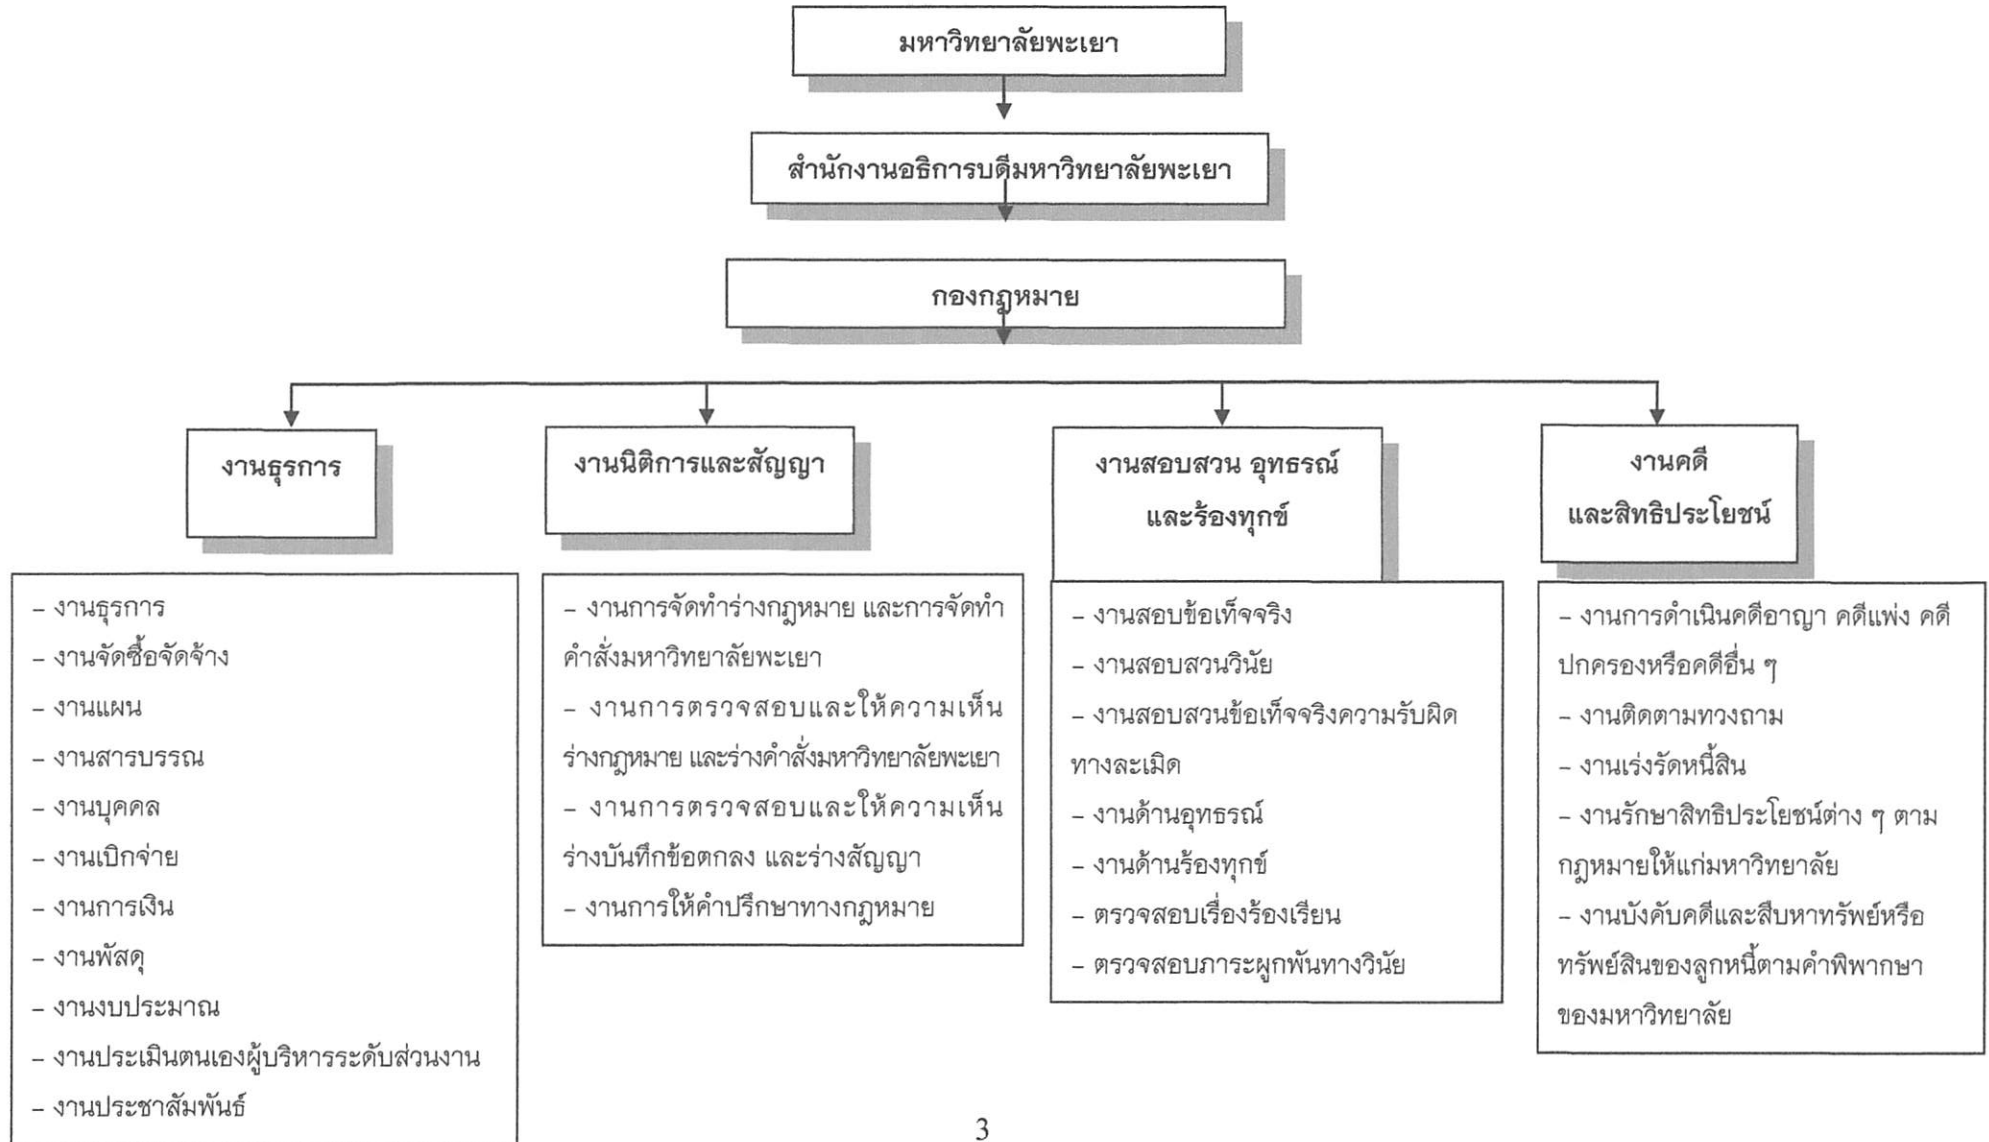 มหาวิทยาลัยพะเยา
สำนักงานอธิการบดีมหาวิทยาลัยพะเยา
กองกฎหมาย
งานธุรการ
- งานธุรการ
- งานจัดซื้อจัดจ้าง
- งานแผน
- งานสารบรรณ
- งานบุคคล
- งานเบิกจ่าย
- งานการเงิน
- งานพัสดุ
- งานงบประมาณ
- งานประเมินตนเองผู้บริหารระดับส่วนงาน
- งานประชาสัมพันธ์
งานนิติการและสัญญา
- งานการจัดทำร่างกฎหมาย และการจัดทำ
คำสั่งมหาวิทยาลัยพะเยา
- งานการตรวจสอบและให้ความเห็น
ร่างกฎหมาย และร่างคำสั่งมหาวิทยาลัยพะเยา
- งานการตรวจสอบและให้ความเห็น
ร่างบันทึกข้อตกลง และร่างสัญญา
- งานการให้คำปรึกษาทางกฎหมาย
งานสอบสวน อุทธรณ์
และร้องทุกข์
- งานสอบข้อเท็จจริง
- งานสอบสวนวินัย
- งานสอบสวนข้อเท็จจริงความรับผิด
ทางละเมิด
- งานด้านอุทธรณ์
- งานด้านร้องทุกข์
- ตรวจสอบเรื่องร้องเรียน
- ตรวจสอบภาระผูกพันทางวินัย
งานคดี
และสิทธิประโยชน์
- งานการดำเนินคดีอาญา คดีแพ่ง คดี
ปกครองหรือคดีอื่น ๆ
- งานติดตามทวงถาม
- งานเร่งรัดหนี้สิน
- งานรักษาสิทธิประโยชน์ต่าง ๆ ตาม
กฎหมายให้แก่มหาวิทยาลัย
- งานบังคับคดีและสืบหาทรัพย์หรือ
ทรัพย์สินของลูกหนี้ตามคำพิพากษา
ของมหาวิทยาลัย
3